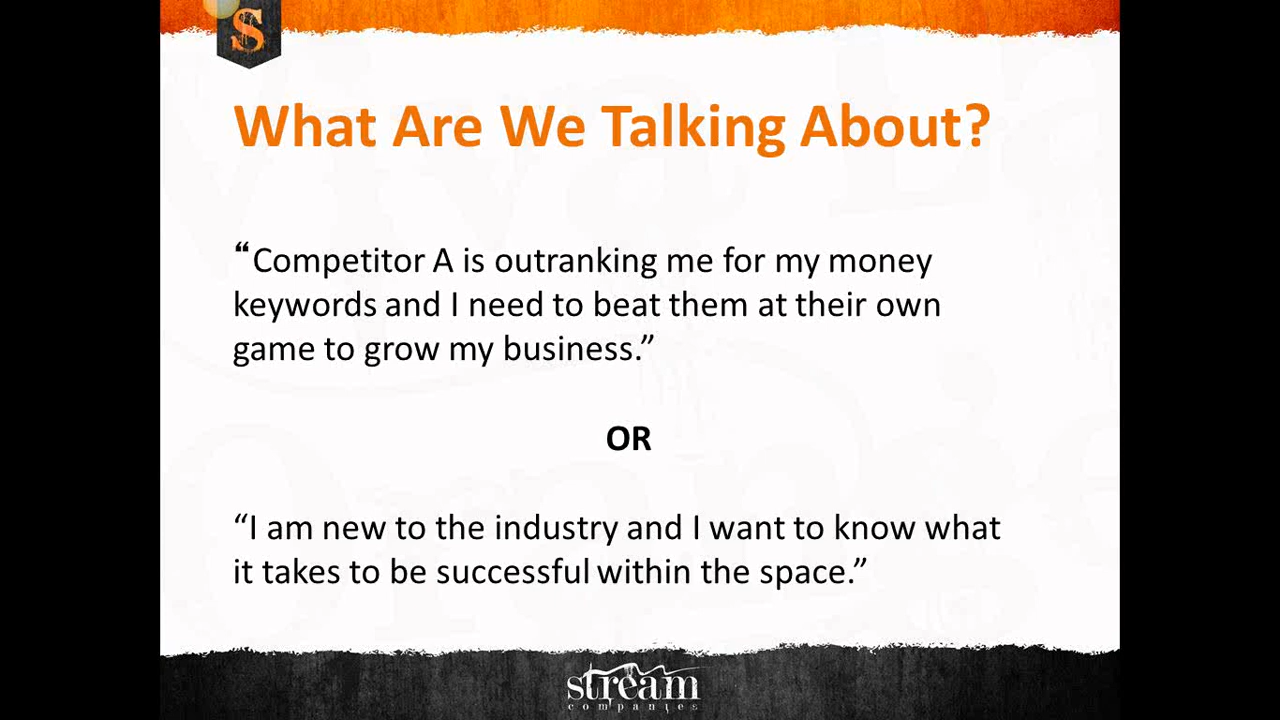 S
What Are We Talking About?
“Competitor A is outranking me for my money
keywords and I need to beat them at their own
game to grow my business.”
OR
“I am new to the industry and I want to know what
it takes to be successful within the space.”
stream
companies